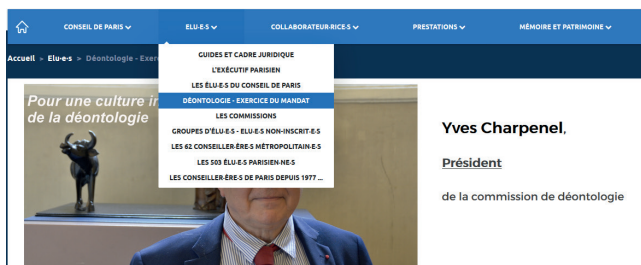 CONSEIL DE PARIS
ELU·E·S
COLLABORATEUR·RICE·S
PRESTATIONS
MÉMOIRE ET PATRIMOINE
Accueil > Elu·e·s > Déontologie - Exer
GUIDES ET CADRE JURIDIQUE
L'EXÉCUTIF PARISIEN
LES ÉLU·E·S DU CONSEIL DE PARIS
DÉONTOLOGIE - EXERCICE DU MANDAT
LES COMMISSIONS
GROUPES D'ÉLU·E·S - ELU·E·S NON-INSCRIT·E·S
LES 62 CONSEILLER·ÈRE·S MÉTROPOLITAIN·E·S
LES 503 ÉLU·E·S PARISIEN·NE·S
LES CONSEILLER·ÈRE·S DE PARIS DEPUIS 1977 ...
Pour une culture in
de la déontologie
Yves Charpenel,
Président
de la commission de déontologie